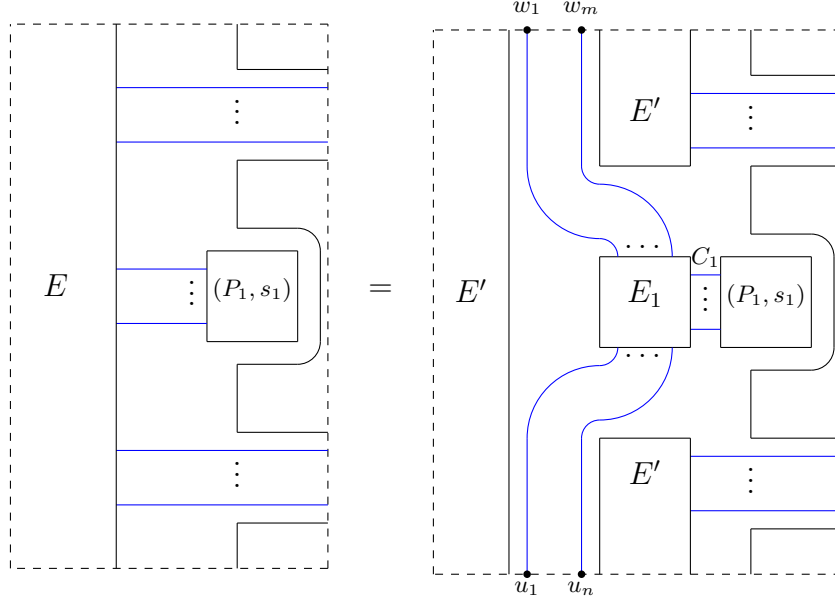 w₁ wₘ
E′
C₁
E (P₁, s₁) = E′ E₁ (P₁, s₁)
E′
u₁ uₙ